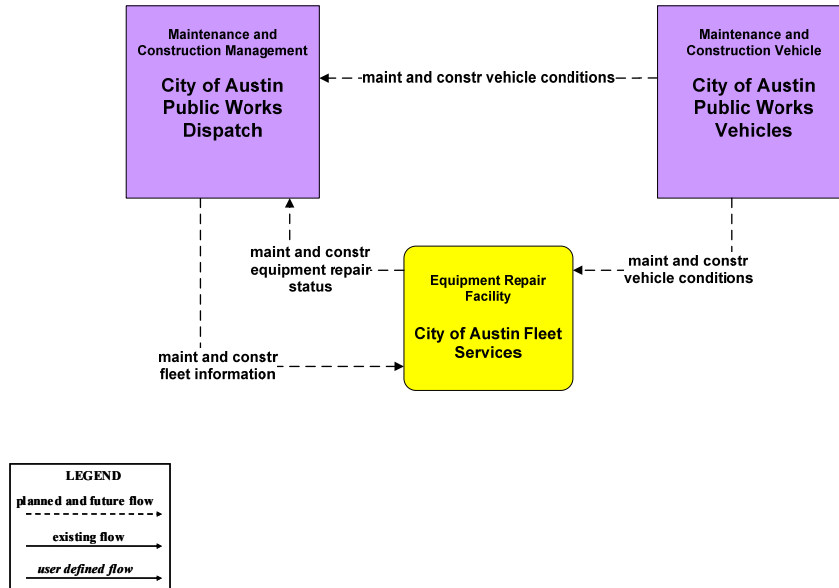 Maintenance and
Construction Management
City of Austin
Public Works
Dispatch
Maintenance and
Construction Vehicle
City of Austin
Public Works
Vehicles
maint and constr vehicle conditions
maint and constr
equipment repair
status
Equipment Repair
Facility
City of Austin Fleet
Services
maint and constr
vehicle conditions
maint and constr
fleet information
LEGEND
planned and future flow
existing flow
user defined flow